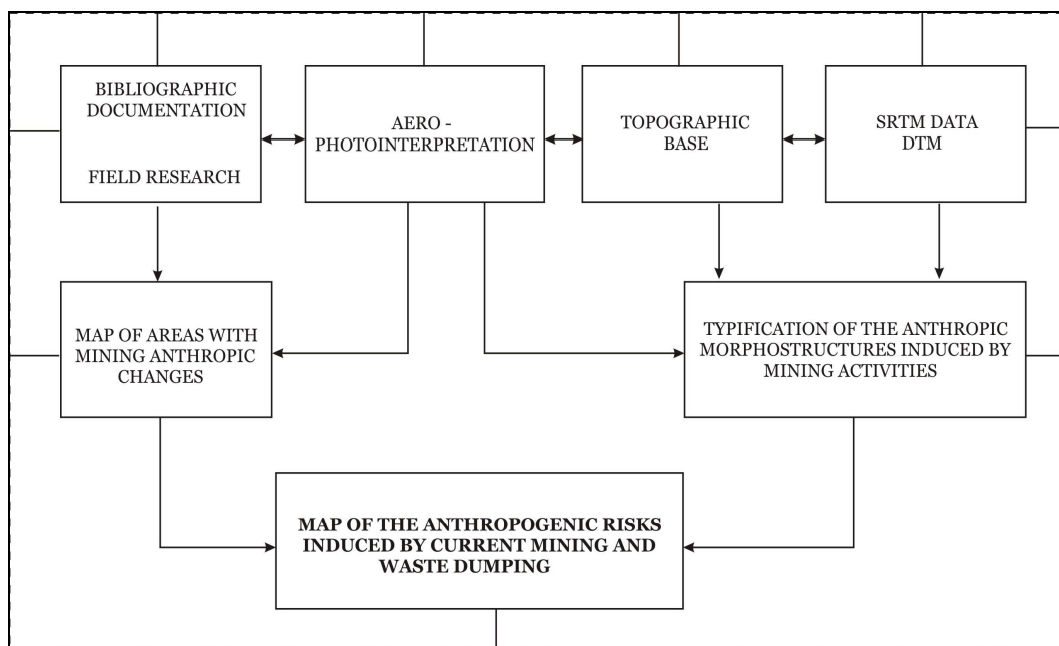 BIBLIOGRAPHIC
DOCUMENTATION
FIELD RESEARCH
AERO -
PHOTOINTERPRETATION
TOPOGRAPHIC
BASE
SRTM DATA
DTM
MAP OF AREAS WITH
MINING ANTHROPIC
CHANGES
TYPIFICATION OF THE ANTHROPIC
MORPHOSTRUCTURES INDUCED BY
MINING ACTIVITIES
MAP OF THE ANTHROPOGENIC RISKS
INDUCED BY CURRENT MINING AND
WASTE DUMPING